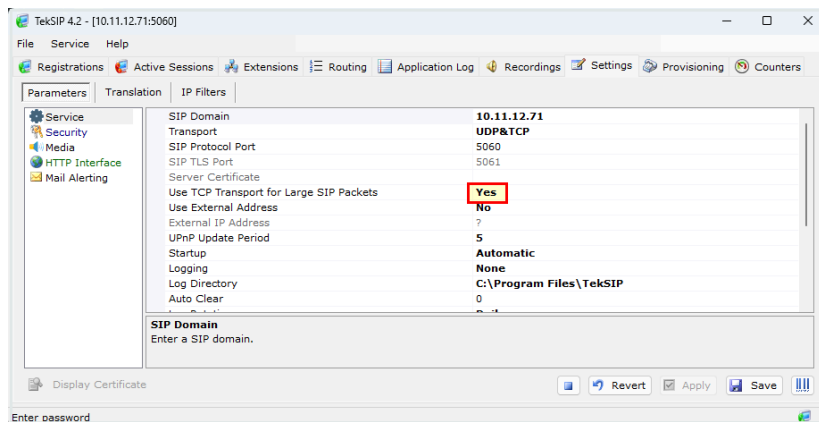 TekSIP 4.2 - [10.11.12.71:5060]
File Service Help
Registrations Active Sessions Extensions Routing Application Log Recordings Settings Provisioning Counters
Parameters Translation IP Filters
Service
Security
Media
HTTP Interface
Mail Alerting
SIP Domain 10.11.12.71
Transport UDP&TCP
SIP Protocol Port 5060
SIP TLS Port 5061
Server Certificate
Use TCP Transport for Large SIP Packets Yes
Use External Address No
External IP Address ?
UPnP Update Period 5
Startup Automatic
Logging None
Log Directory C:\Program Files\TekSIP
Auto Clear 0
SIP Domain
Enter a SIP domain.
Display Certificate Revert Apply Save
Enter password